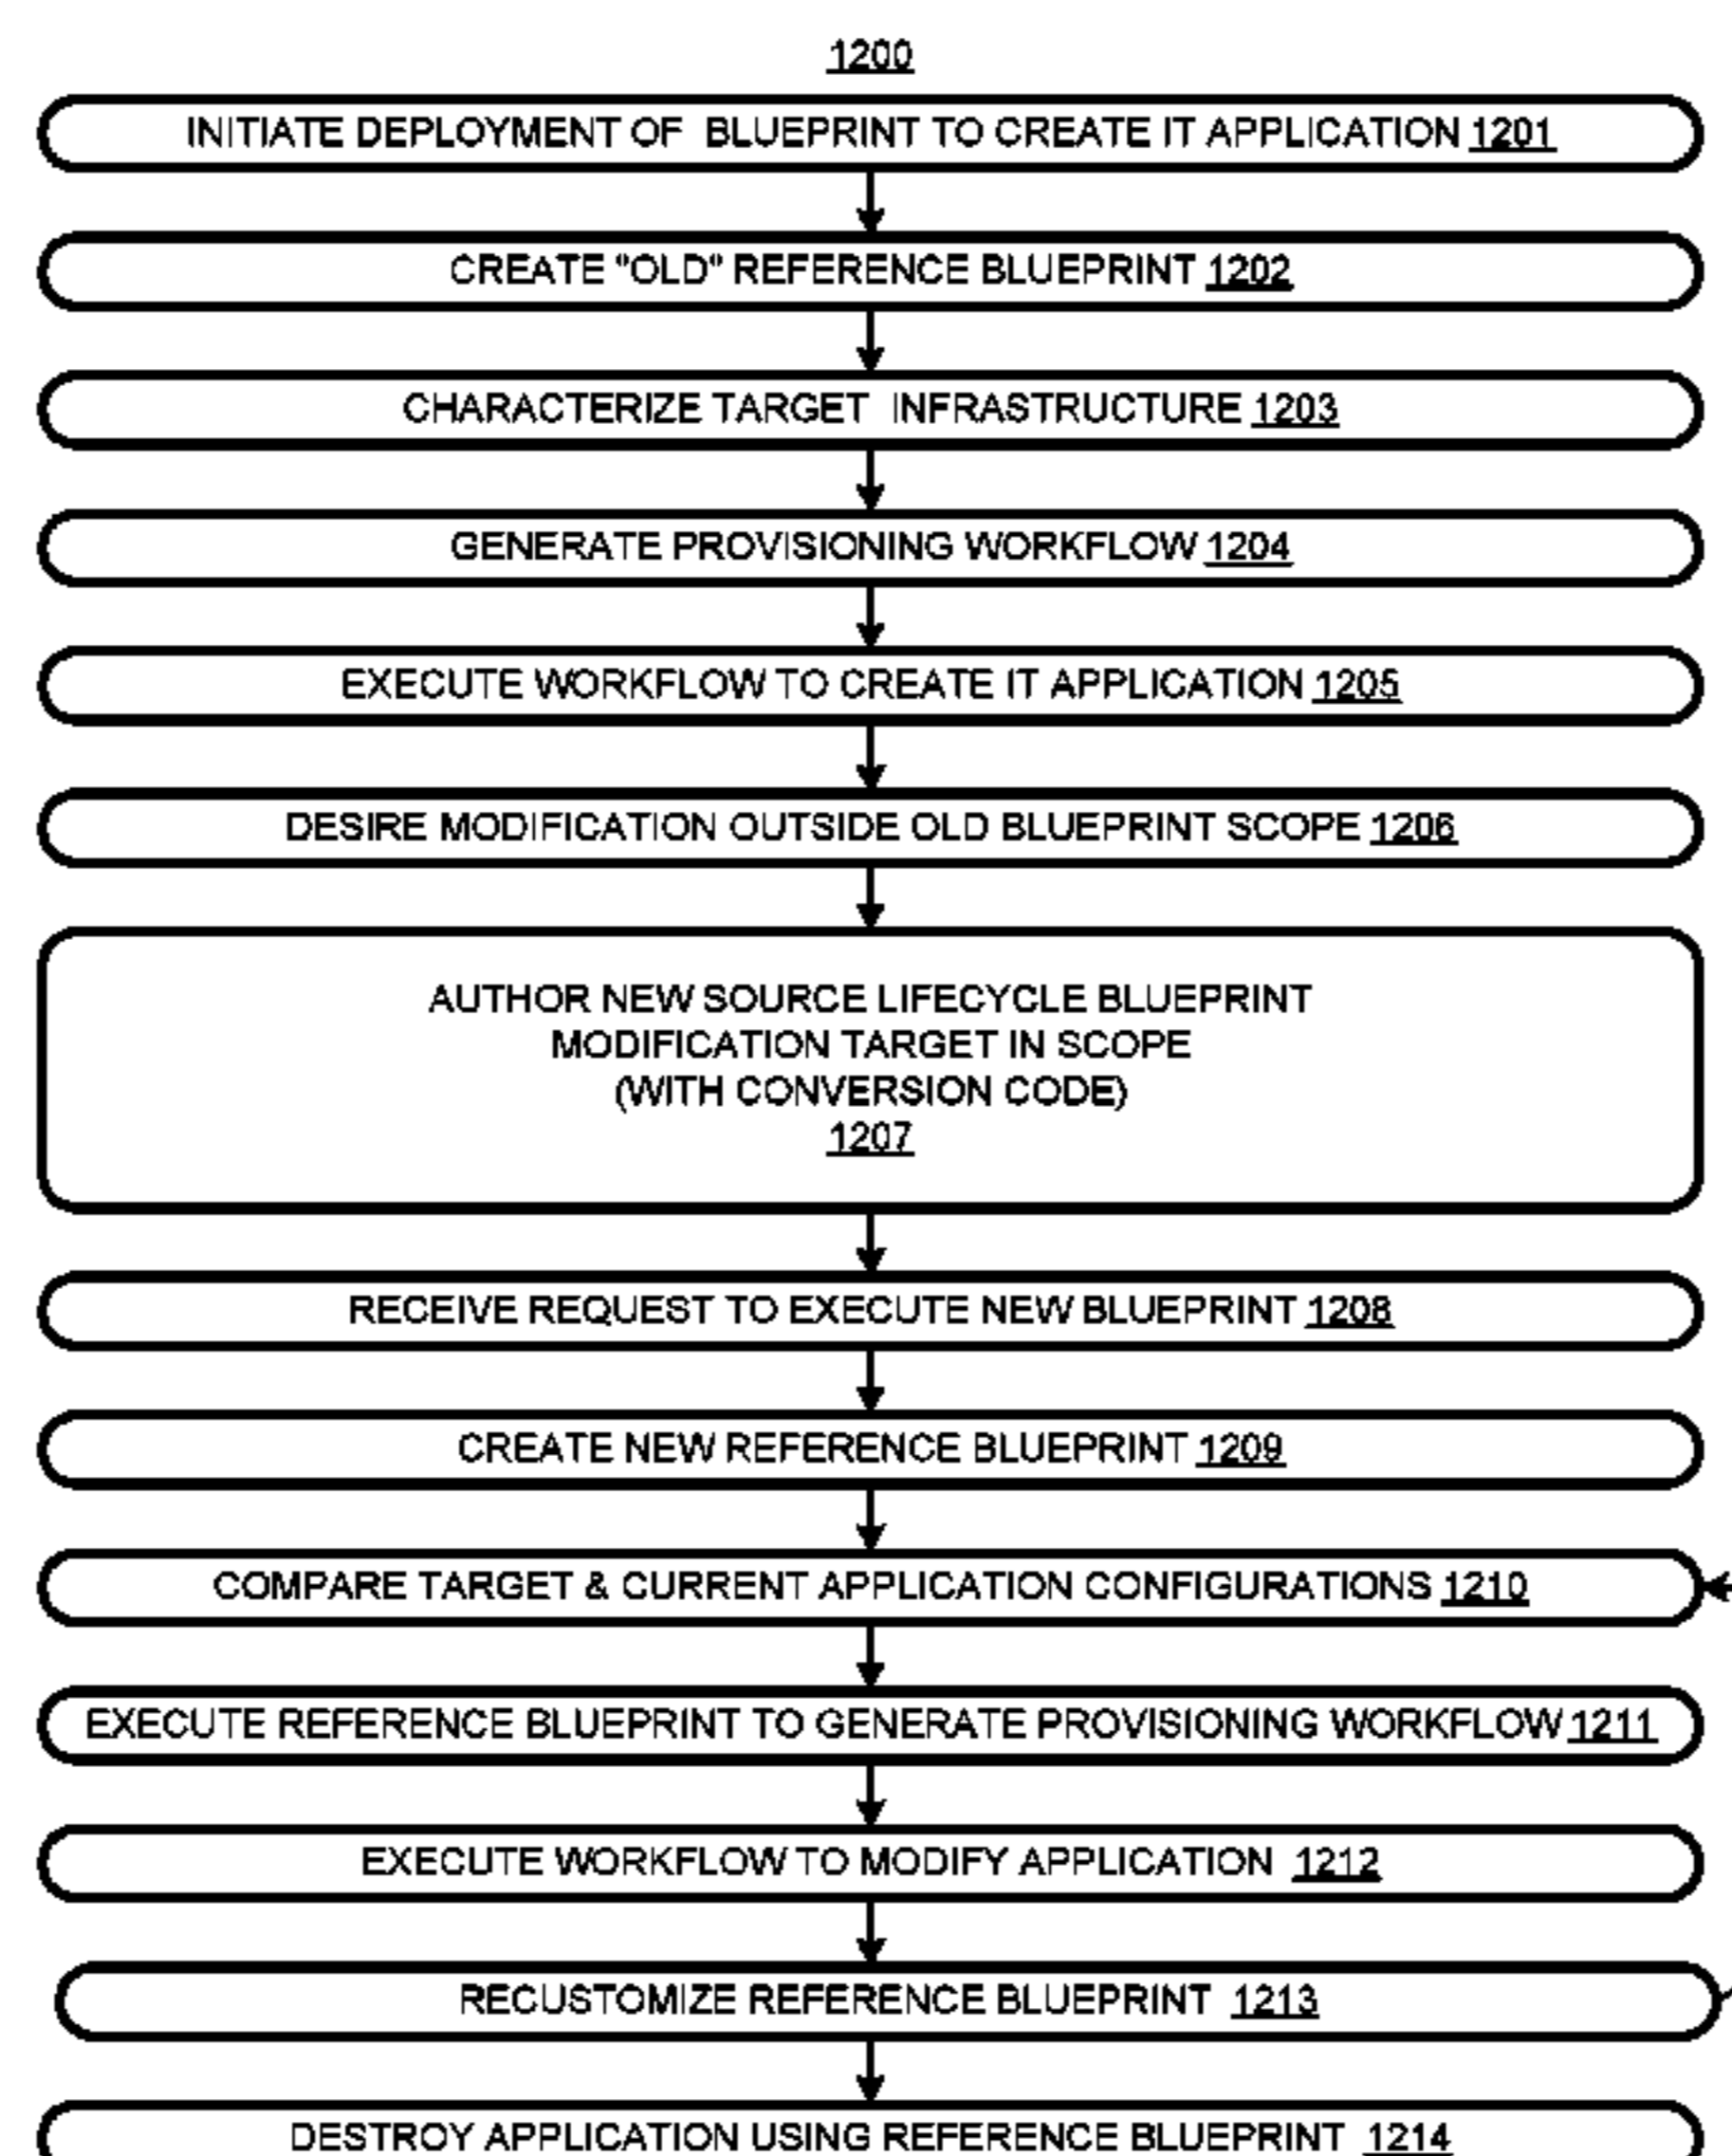 1200
INITIATE DEPLOYMENT OF BLUEPRINT TO CREATE IT APPLICATION 1201
CREATE "OLD" REFERENCE BLUEPRINT 1202
CHARACTERIZE TARGET INFRASTRUCTURE 1203
GENERATE PROVISIONING WORKFLOW 1204
EXECUTE WORKFLOW TO CREATE IT APPLICATION 1205
DESIRE MODIFICATION OUTSIDE OLD BLUEPRINT SCOPE 1206
AUTHOR NEW SOURCE LIFECYCLE BLUEPRINT
MODIFICATION TARGET IN SCOPE
(WITH CONVERSION CODE)
1207
RECEIVE REQUEST TO EXECUTE NEW BLUEPRINT 1208
CREATE NEW REFERENCE BLUEPRINT 1209
COMPARE TARGET & CURRENT APPLICATION CONFIGURATIONS 1210
EXECUTE REFERENCE BLUEPRINT TO GENERATE PROVISIONING WORKFLOW 1211
EXECUTE WORKFLOW TO MODIFY APPLICATION 1212
RECUSTOMIZE REFERENCE BLUEPRINT 1213
DESTROY APPLICATION USING REFERENCE BLUEPRINT 1214